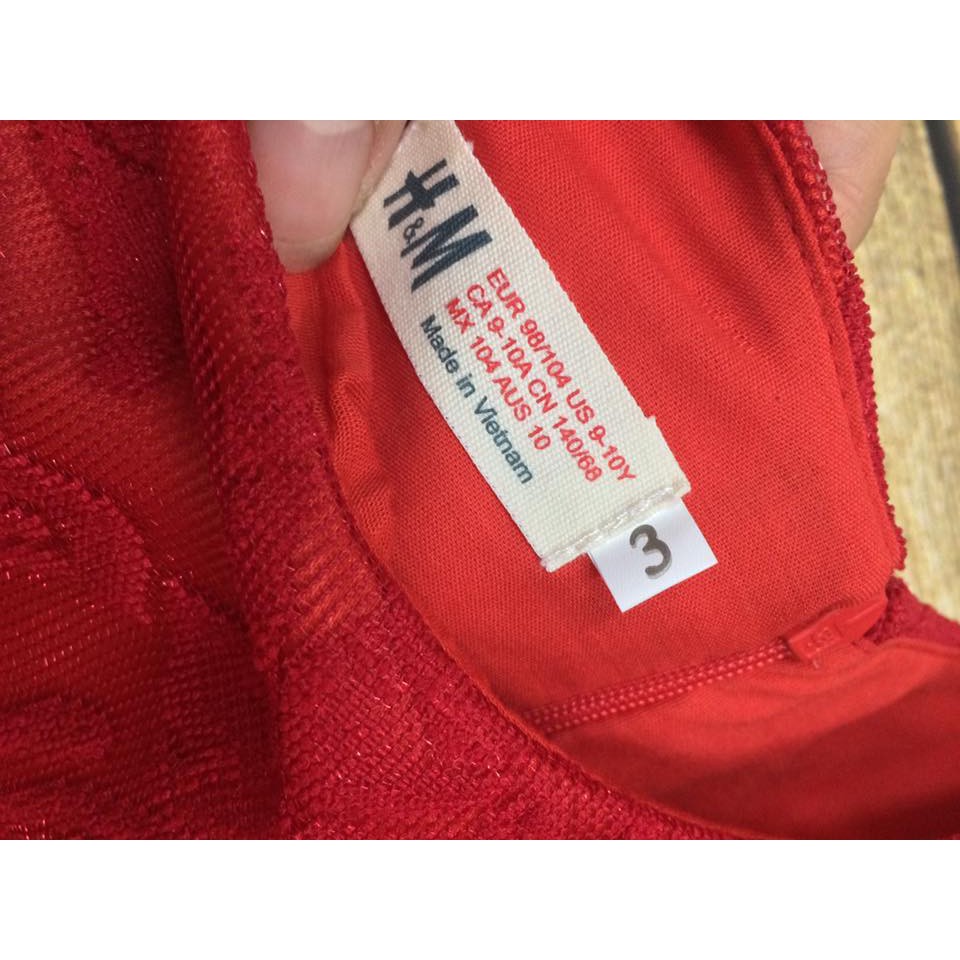 H&M
EUR 98/104 US 9-10Y
CA 9-10A CN 140/68
MX 104 AUS 10
Made in Vietnam
3